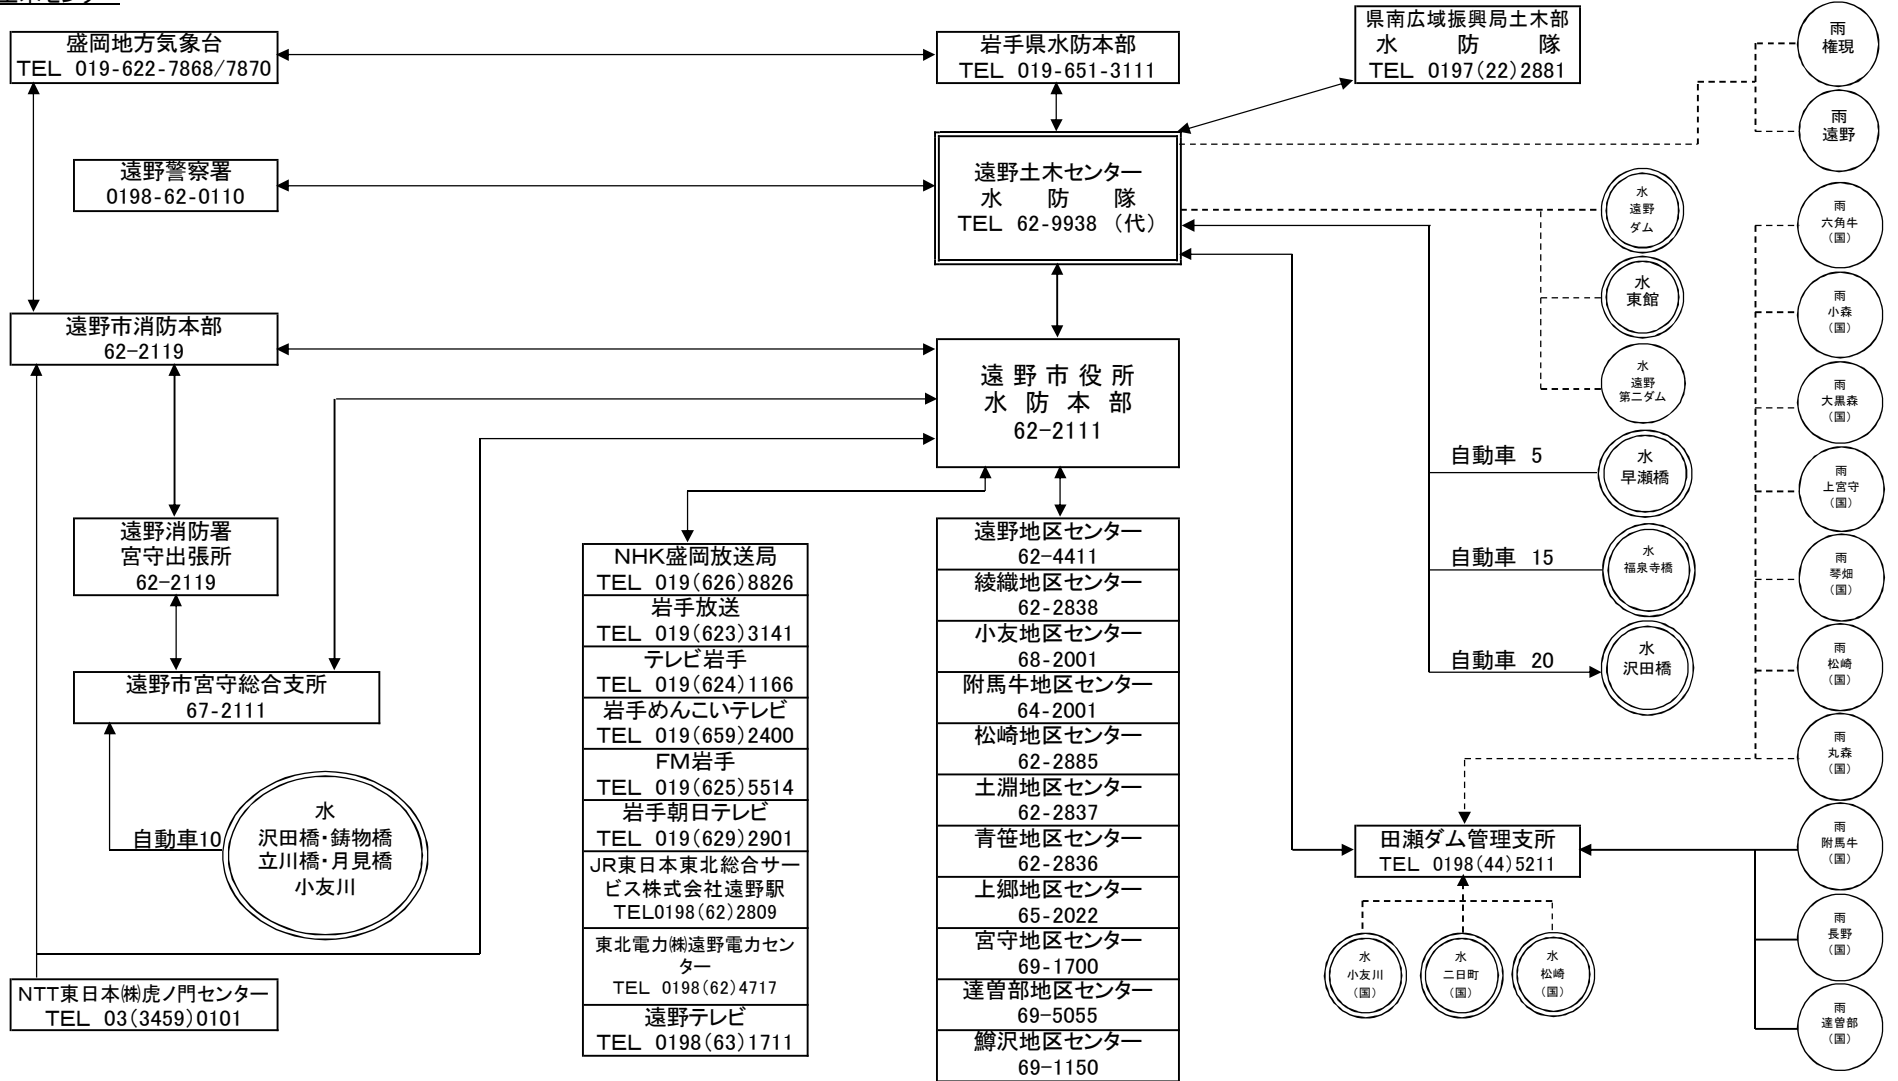 盛岡地方気象台
TEL 019-622-7868/7870
岩手県水防本部
TEL 019-651-3111
県南広域振興局土木部
水 防 隊
TEL 0197(22)2881
遠野警察署
0198-62-0110
遠野土木センター
水 防 隊
TEL 62-9938 (代)
遠野市消防本部
62-2119
遠野市役所
水防本部
62-2111
遠野消防署
宮守出張所
62-2119
遠野市宮守総合支所
67-2111
自動車10
水
沢田橋・鋳物橋
立川橋・月見橋
小友川
NTT東日本㈱虎ノ門センター
TEL 03(3459)0101
NHK盛岡放送局
TEL 019(626)8826
岩手放送
TEL 019(623)3141
テレビ岩手
TEL 019(624)1166
岩手めんこいテレビ
TEL 019(659)2400
FM岩手
TEL 019(625)5514
岩手朝日テレビ
TEL 019(629)2901
JR東日本東北総合サー
ビス株式会社遠野駅
TEL0198(62)2809
東北電力㈱遠野電力セン
ター
TEL 0198(62)4717
遠野テレビ
TEL 0198(63)1711
遠野地区センター
62-4411
綾織地区センター
62-2838
小友地区センター
68-2001
附馬牛地区センター
64-2001
松崎地区センター
62-2885
土淵地区センター
62-2837
青笹地区センター
62-2836
上郷地区センター
65-2022
宮守地区センター
69-1700
達曽部地区センター
69-5055
鱒沢地区センター
69-1150
水
遠野
ダム
水
東館
水
遠野
第二ダム
自動車 5
水
早瀬橋
自動車 15
水
福泉寺橋
自動車 20
水
沢田橋
田瀬ダム管理支所
TEL 0198(44)5211
水
小友川
(国)
水
二日町
(国)
水
松崎
(国)
雨
権現
雨
遠野
雨
六角牛
(国)
雨
小森
(国)
雨
大黒森
(国)
雨
上宮守
(国)
雨
琴畑
(国)
雨
松崎
(国)
雨
丸森
(国)
雨
附馬牛
(国)
雨
長野
(国)
雨
達曽部
(国)